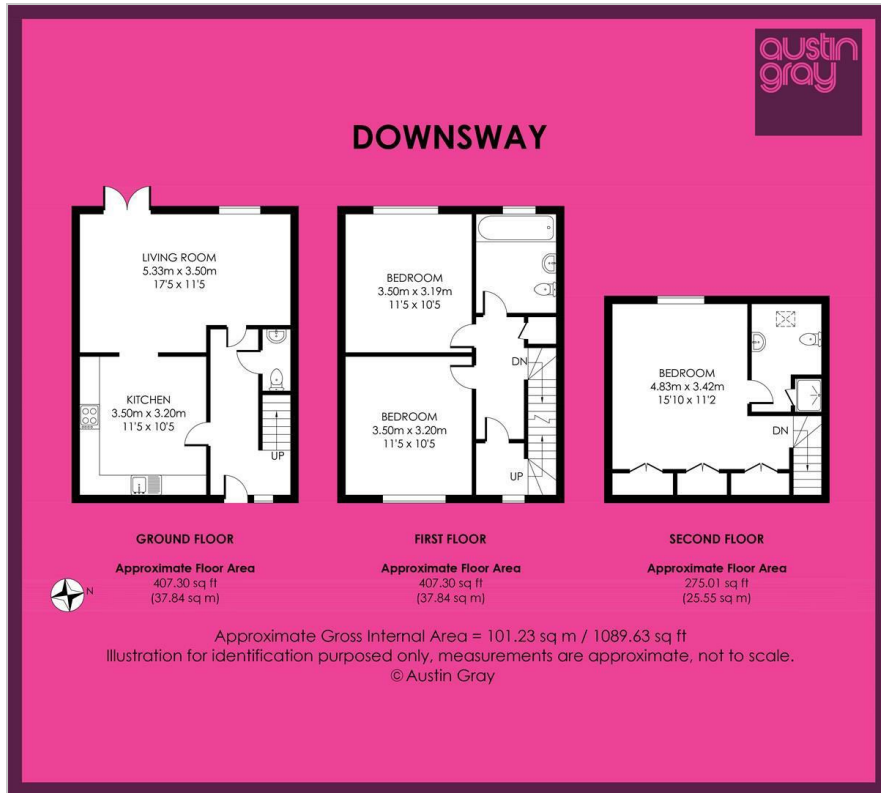 austin
gray
DOWNSWAY
LIVING ROOM
5.33m x 3.50m
17'5 x 11'5
KITCHEN
3.50m x 3.20m
11'5 x 10'5
UP
BEDROOM
3.50m x 3.19m
11'5 x 10'5
DN
BEDROOM
3.50m x 3.20m
11'5 x 10'5
UP
BEDROOM
4.83m x 3.42m
15'10 x 11'2
DN
GROUND FLOOR
Approximate Floor Area
407.30 sq ft
(37.84 sq m)
FIRST FLOOR
Approximate Floor Area
407.30 sq ft
(37.84 sq m)
SECOND FLOOR
Approximate Floor Area
275.01 sq ft
(25.55 sq m)
N
Approximate Gross Internal Area = 101.23 sq m / 1089.63 sq ft
Illustration for identification purposed only, measurements are approximate, not to scale.
© Austin Gray